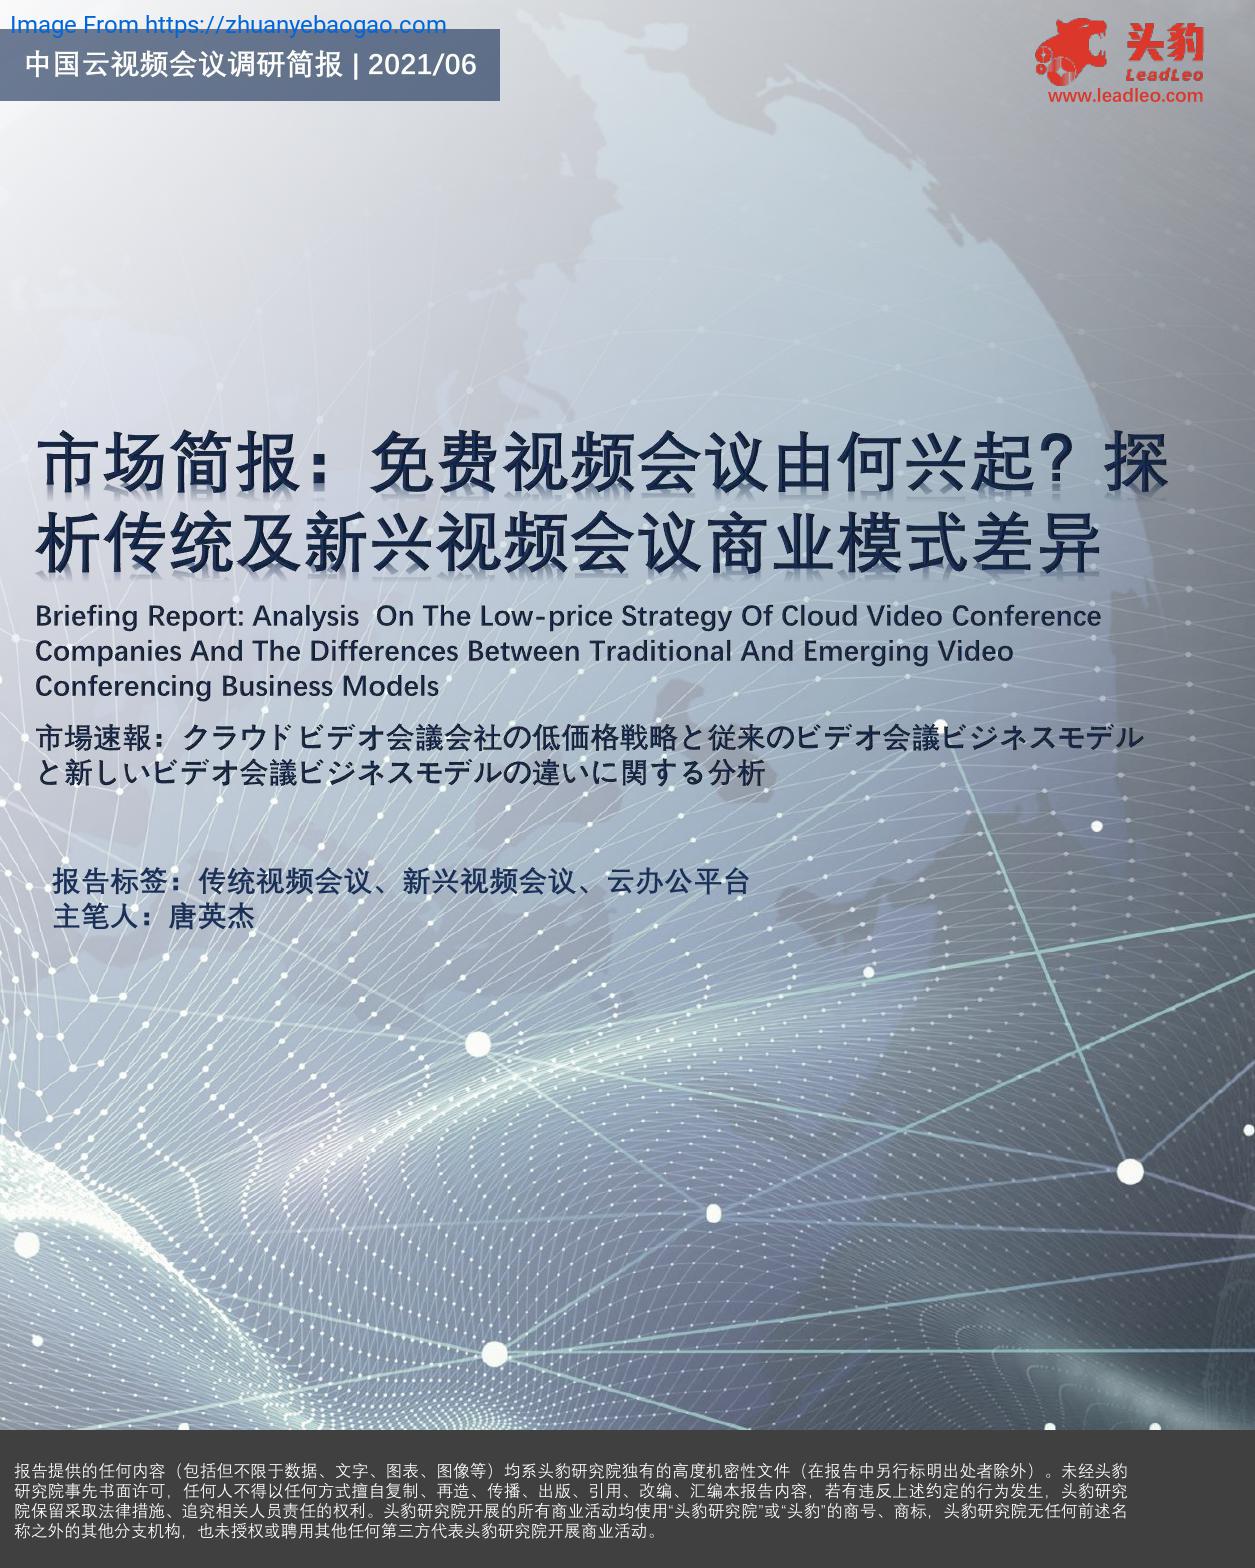 Image From https://zhuanyebaogao.com
中国云视频会议调研简报 | 2021/06
头豹
LeadLeo
www.leadleo.com
市场简报：免费视频会议由何兴起？探
析传统及新兴视频会议商业模式差异
Briefing Report: Analysis On The Low-price Strategy Of Cloud Video Conference
Companies And The Differences Between Traditional And Emerging Video
Conferencing Business Models
市場速報：クラウドビデオ会議会社の低価格戦略と従来のビデオ会議ビジネスモデル
と新しいビデオ会議ビジネスモデルの違いに関する分析
报告标签：传统视频会议、新兴视频会议、云办公平台
主笔人：唐英杰
报告提供的任何内容（包括但不限于数据、文字、图表、图像等）均系头豹研究院独有的高度机密性文件（在报告中另行标明出处者除外）。未经头豹
研究院事先书面许可，任何人不得以任何方式擅自复制、再造、传播、出版、引用、改编、汇编本报告内容，若有违反上述约定的行为发生，头豹研究
院保留采取法律措施、追究相关人员责任的权利。头豹研究院开展的所有商业活动均使用“头豹研究院”或“头豹”的商号、商标，头豹研究院无任何前述名
称之外的其他分支机构，也未授权或聘用其他任何第三方代表头豹研究院开展商业活动。